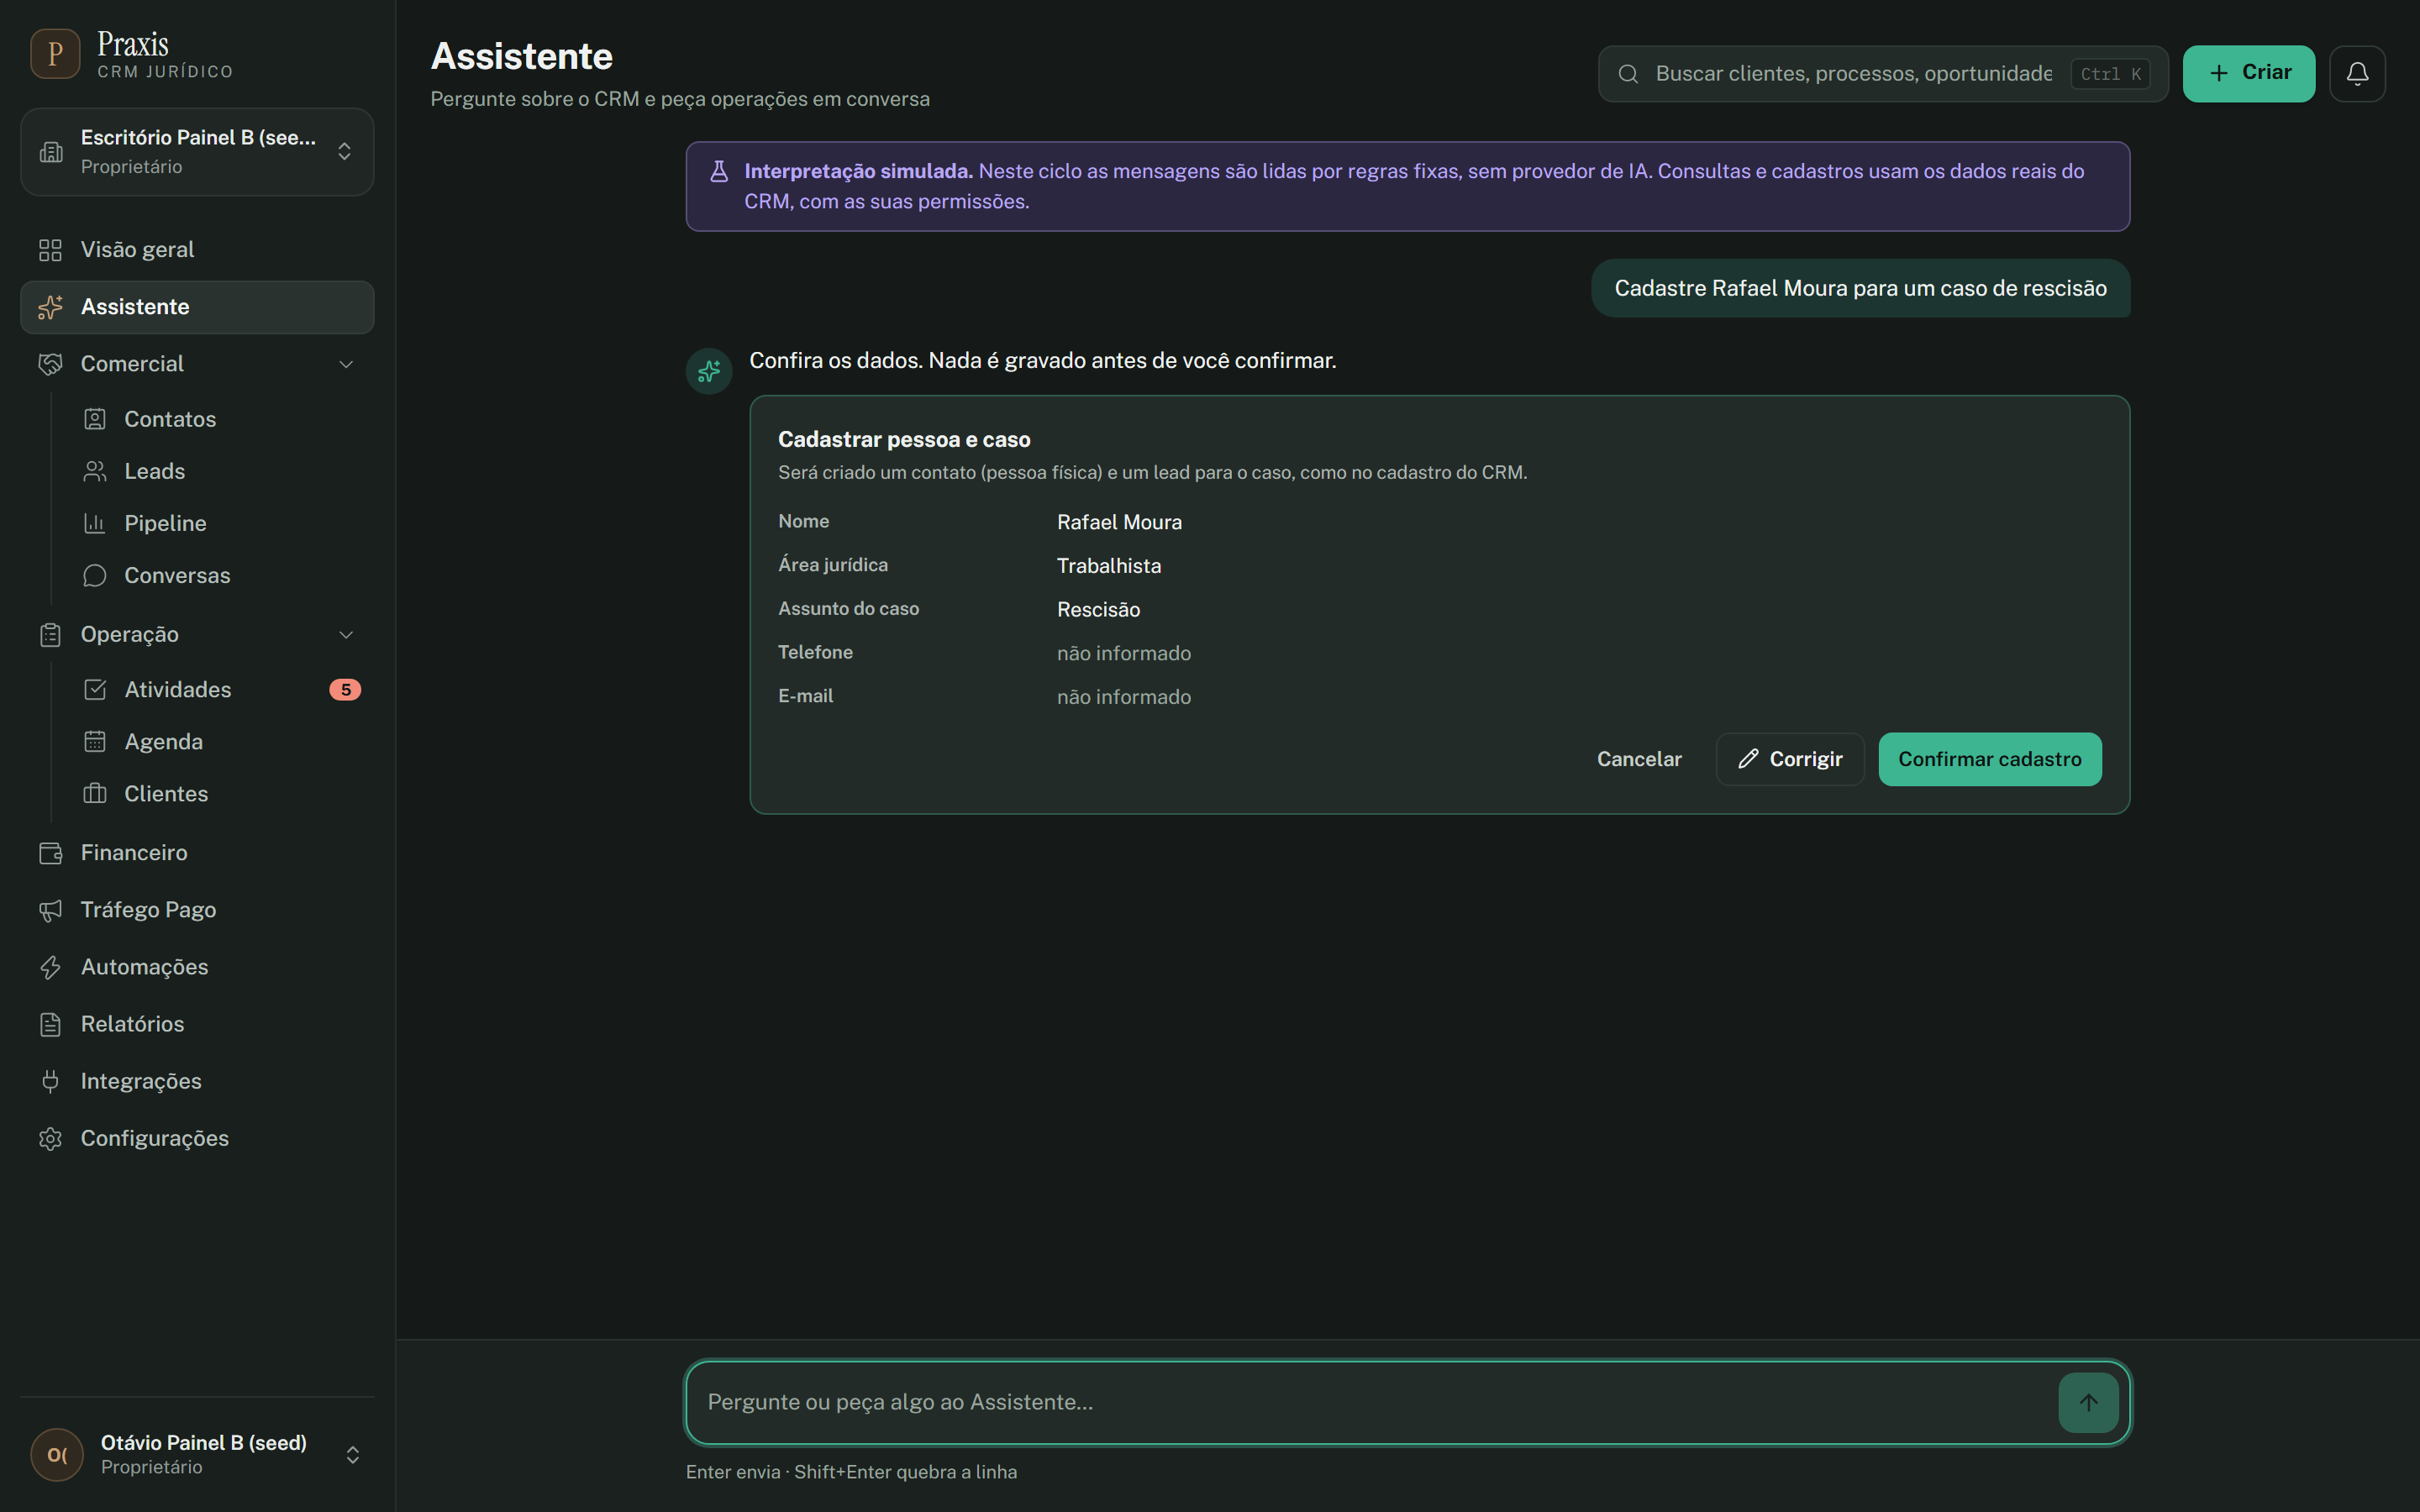 P
Praxis
CRM JURÍDICO
Escritório Painel B (see...
Proprietário
Visão geral
Assistente
Comercial
Contatos
Leads
Pipeline
Conversas
Operação
Atividades
5
Agenda
Clientes
Financeiro
Tráfego Pago
Automações
Relatórios
Integrações
Configurações
O(
Otávio Painel B (seed)
Proprietário
Assistente
Pergunte sobre o CRM e peça operações em conversa
Buscar clientes, processos, oportunidade
Ctrl K
Criar
Interpretação simulada. Neste ciclo as mensagens são lidas por regras fixas, sem provedor de IA. Consultas e cadastros usam os dados reais do
CRM, com as suas permissões.
Cadastre Rafael Moura para um caso de rescisão
Confira os dados. Nada é gravado antes de você confirmar.
Cadastrar pessoa e caso
Será criado um contato (pessoa física) e um lead para o caso, como no cadastro do CRM.
Nome Rafael Moura
Área jurídica Trabalhista
Assunto do caso Rescisão
Telefone não informado
E-mail não informado
Cancelar
Corrigir
Confirmar cadastro
Pergunte ou peça algo ao Assistente...
Enter envia · Shift+Enter quebra a linha